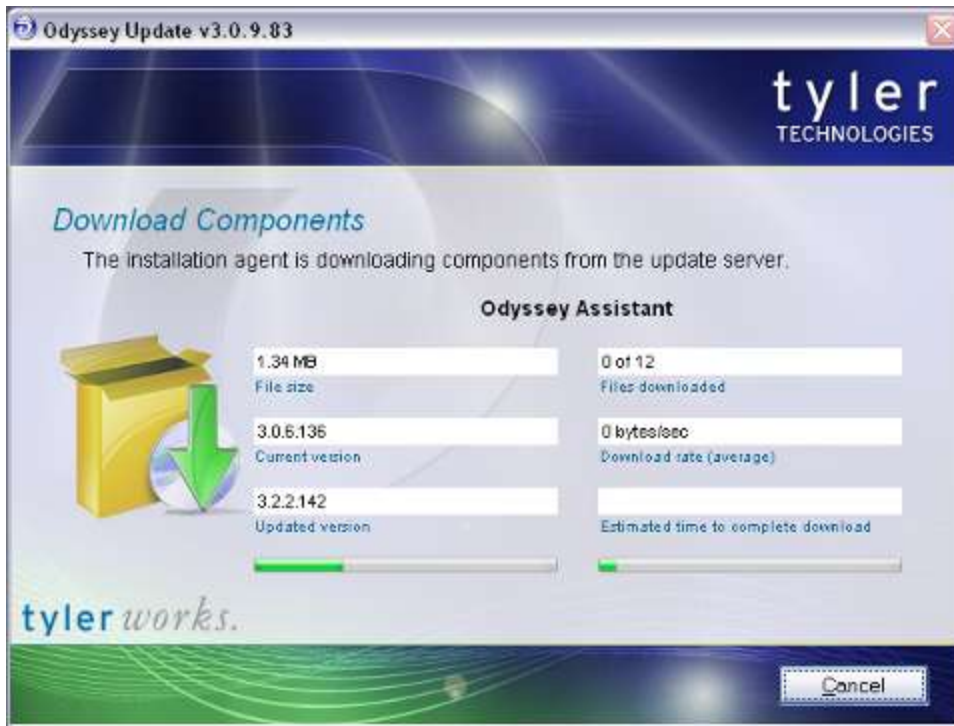 Odyssey Update v3.0.9.83
tyler
TECHNOLOGIES
Download Components
The installation agent is downloading components from the update server.
Odyssey Assistant
1.34 MB
File size
0 of 12
Files downloaded
3.0.6.136
Current version
0 bytes/sec
Download rate (average)
3.2.2.142
Updated version
Estimated time to complete download
tyler works.
Cancel